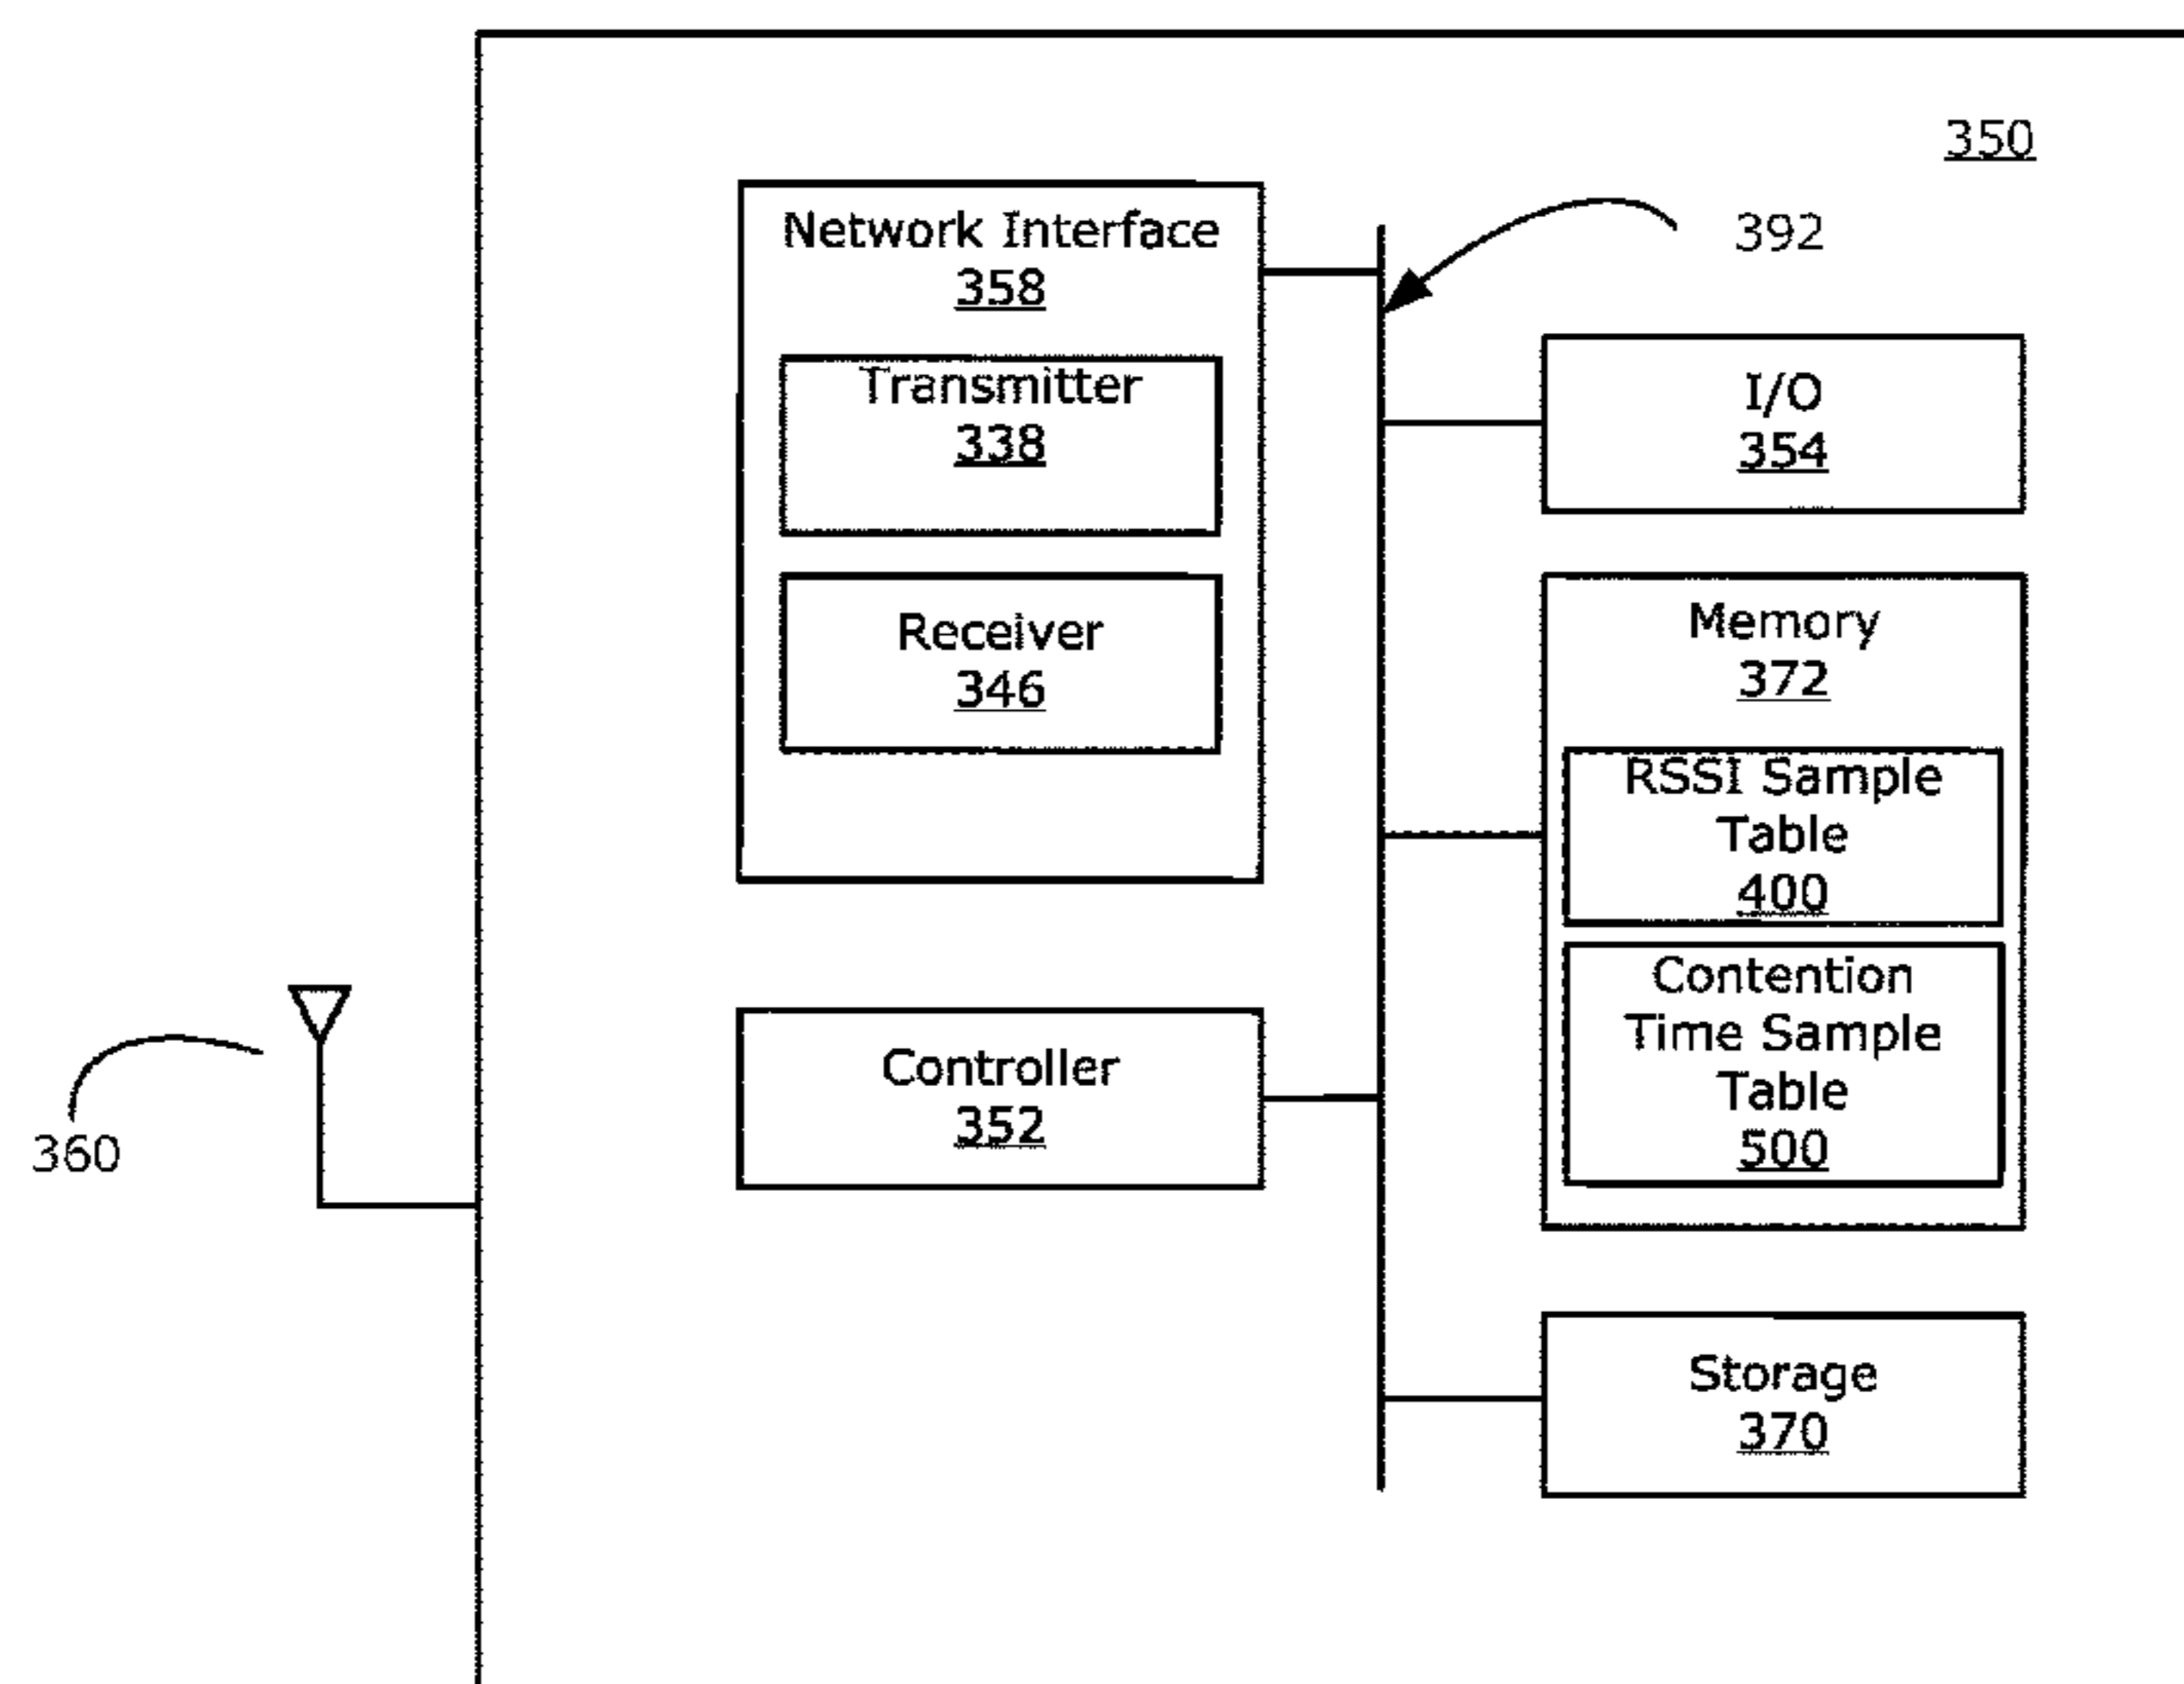 350
392
Network Interface
358
Transmitter
338
Receiver
346
I/O
354
Memory
372
RSSI Sample
Table
400
Contention
Time Sample
Table
500
Controller
352
360
Storage
370